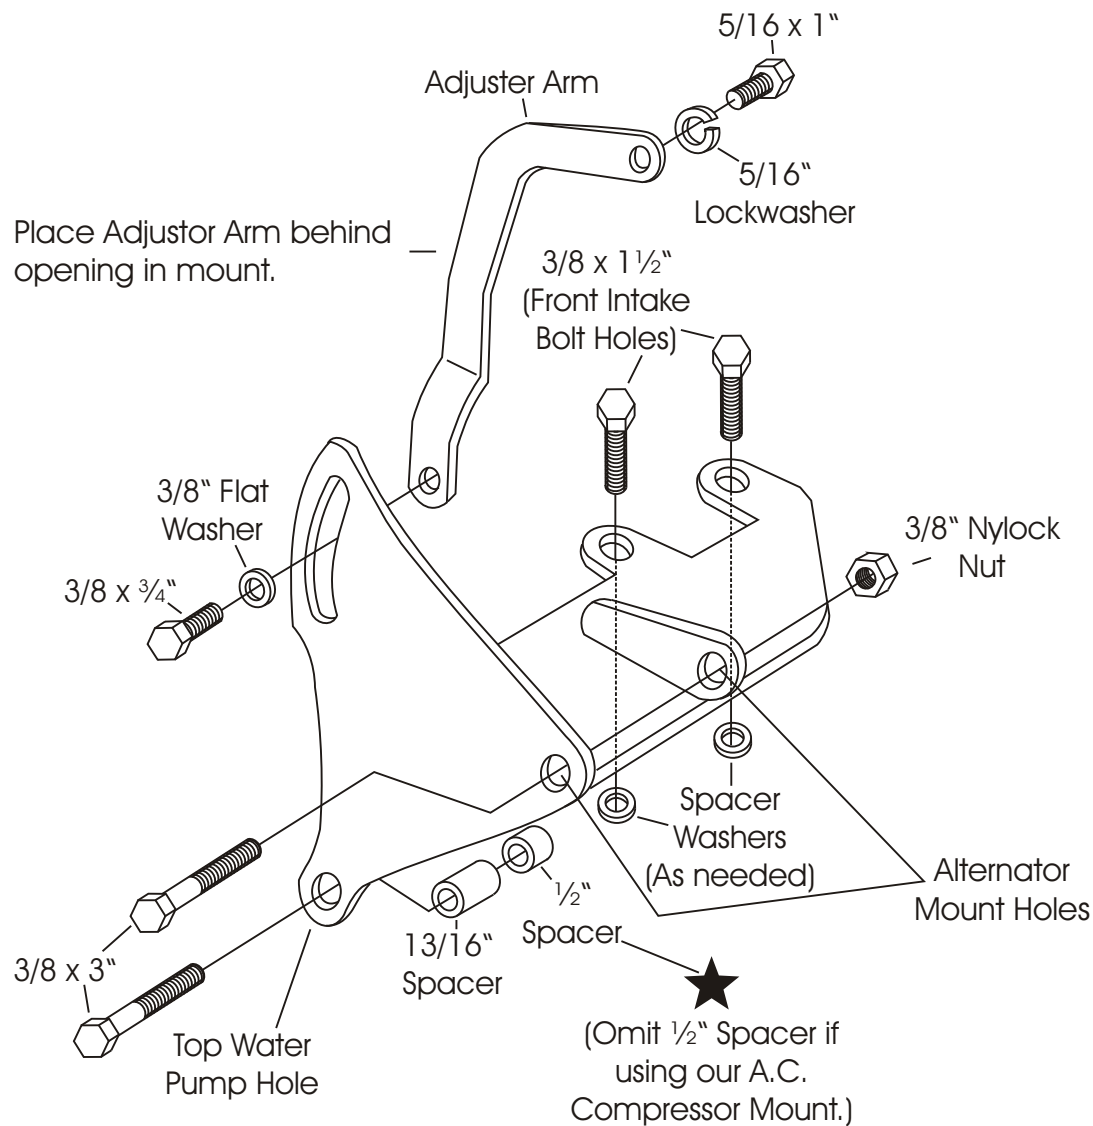 5/16 x 1“
Adjuster Arm
5/16“
Lockwasher
Place Adjustor Arm behind
opening in mount.
3/8 x 1½“
(Front Intake
Bolt Holes)
3/8“ Flat
Washer
3/8“ Nylock
Nut
3/8 x ¾“
Spacer
Washers
(As needed)
Alternator
Mount Holes
½“
Spacer
13/16“
Spacer
3/8 x 3“
Top Water
Pump Hole
(Omit ½“ Spacer if
using our A.C.
Compressor Mount.)